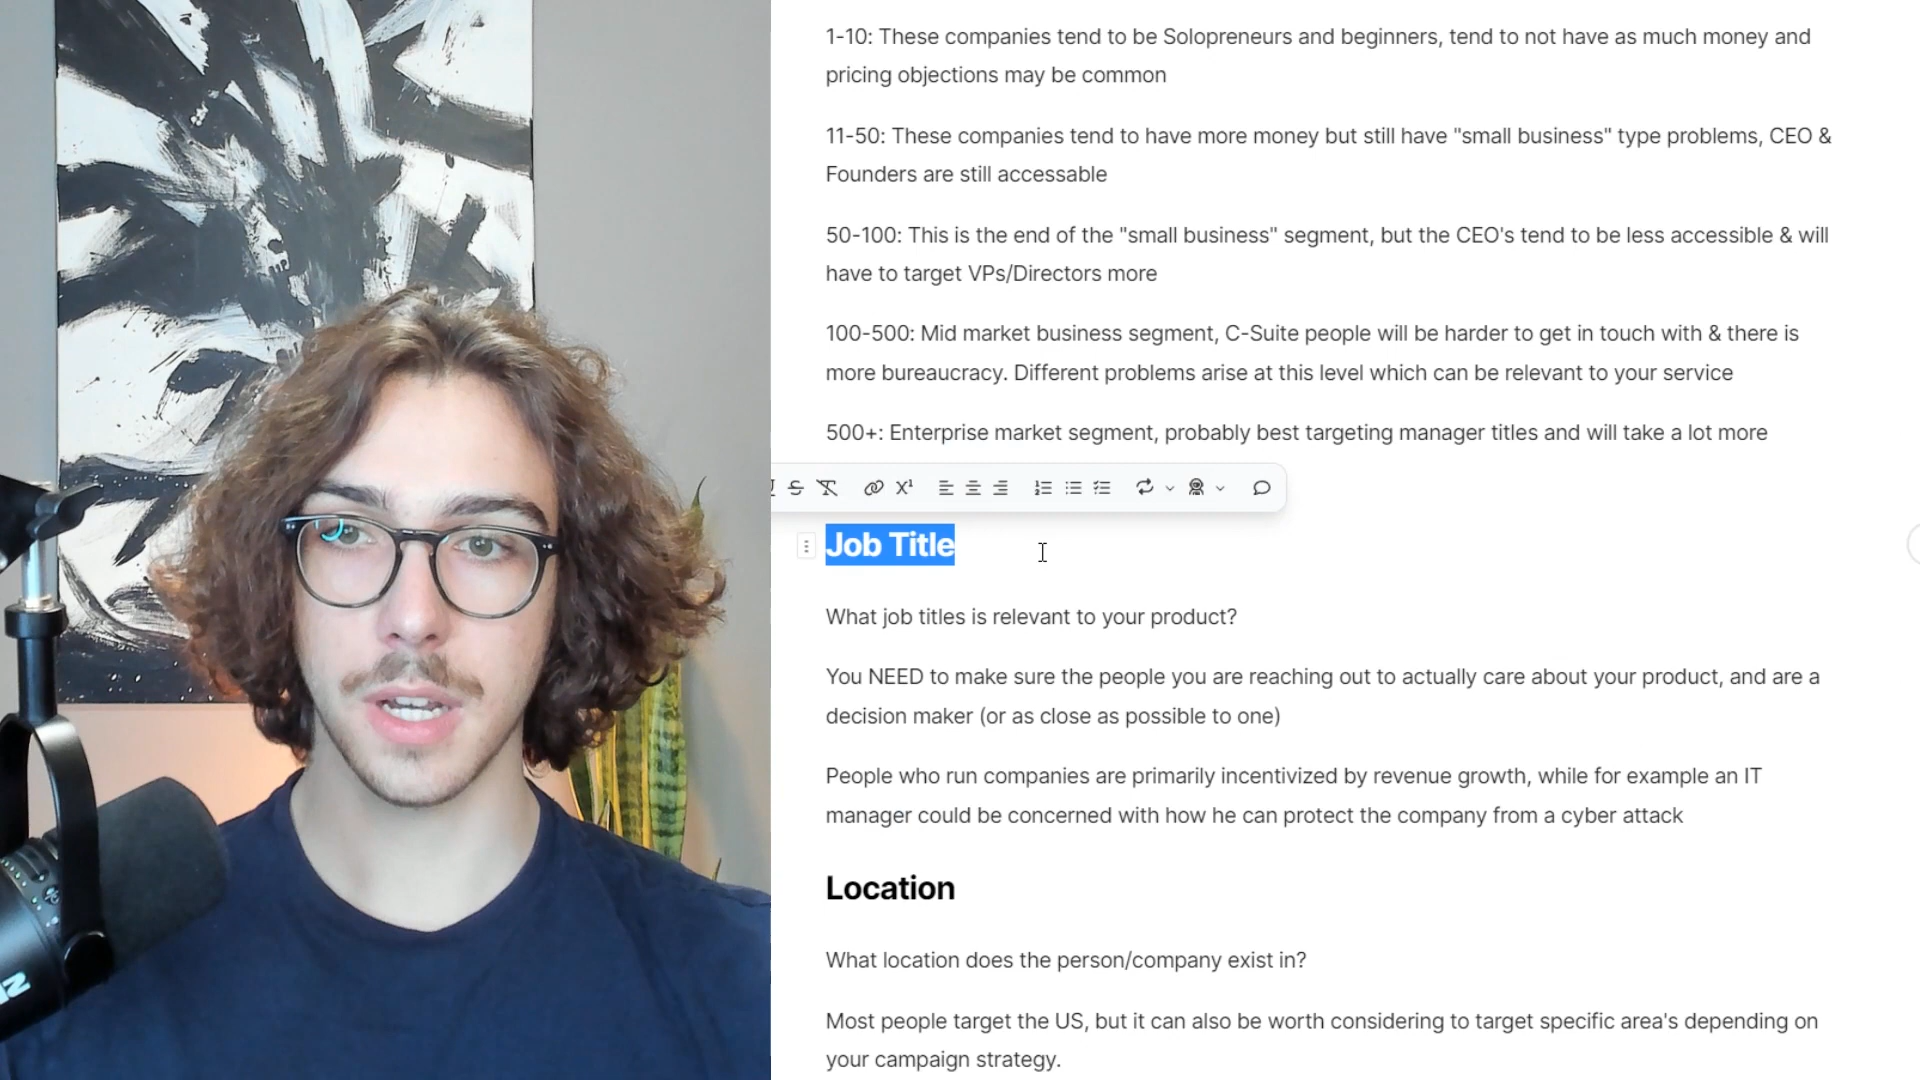 1-10: These companies tend to be Solopreneurs and beginners, tend to not have as much money and
pricing objections may be common
11-50: These companies tend to have more money but still have "small business" type problems, CEO &
Founders are still accessable
50-100: This is the end of the "small business" segment, but the CEO's tend to be less accessible & will
have to target VPs/Directors more
100-500: Mid market business segment, C-Suite people will be harder to get in touch with & there is
more bureaucracy. Different problems arise at this level which can be relevant to your service
500+: Enterprise market segment, probably best targeting manager titles and will take a lot more
Job Title
What job titles is relevant to your product?
You NEED to make sure the people you are reaching out to actually care about your product, and are a
decision maker (or as close as possible to one)
People who run companies are primarily incentivized by revenue growth, while for example an IT
manager could be concerned with how he can protect the company from a cyber attack
Location
What location does the person/company exist in?
Most people target the US, but it can also be worth considering to target specific area's depending on
your campaign strategy.